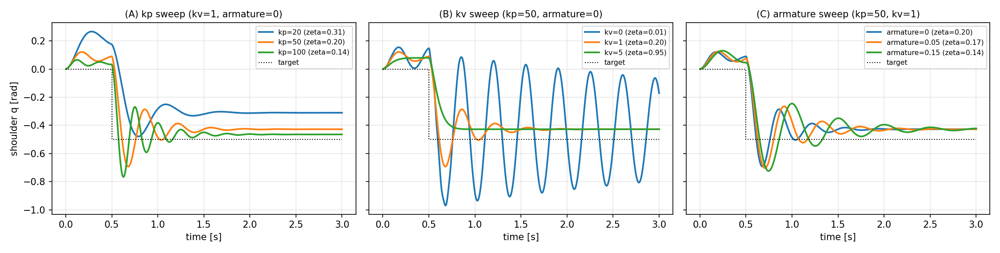 (A) kp sweep (kv=1, armature=0)
kp=20 (zeta=0.31)
kp=50 (zeta=0.20)
kp=100 (zeta=0.14)
target
shoulder q [rad]
0.2
0.0
−0.2
−0.4
−0.6
−0.8
−1.0
0.0 0.5 1.0 1.5 2.0 2.5 3.0
time [s]
(B) kv sweep (kp=50, armature=0)
kv=0 (zeta=0.01)
kv=1 (zeta=0.20)
kv=5 (zeta=0.95)
target
0.0 0.5 1.0 1.5 2.0 2.5 3.0
time [s]
(C) armature sweep (kp=50, kv=1)
armature=0 (zeta=0.20)
armature=0.05 (zeta=0.17)
armature=0.15 (zeta=0.14)
target
0.0 0.5 1.0 1.5 2.0 2.5 3.0
time [s]